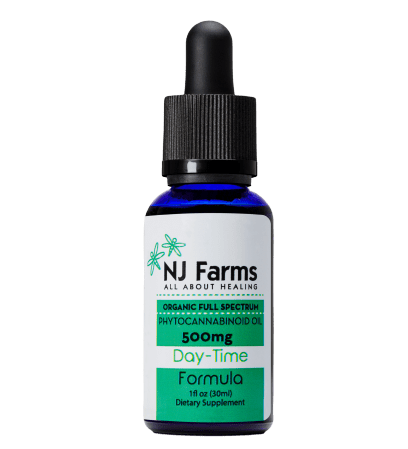 NJ Farms
ALL ABOUT HEALING
ORGANIC FULL SPECTRUM
PHYTOCANNABINOID OIL
500mg
Day-Time
Formula
1fl oz (30ml)
Dietary Supplement